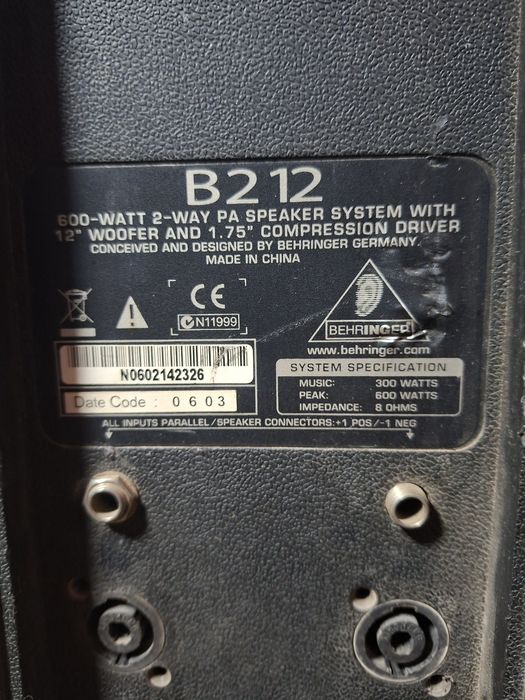 B212
600-WATT 2-WAY PA SPEAKER SYSTEM WITH
12" WOOFER AND 1.75" COMPRESSION DRIVER
CONCEIVED AND DESIGNED BY BEHRINGER GERMANY.
MADE IN CHINA
CE
N11999
BEHRINGER
www.behringer.com
N0602142326
Date Code : 0603
SYSTEM SPECIFICATION
MUSIC: 300 WATTS
PEAK: 600 WATTS
IMPEDANCE: 8 OHMS
ALL INPUTS PARALLEL/SPEAKER CONNECTORS:+1 POS/-1 NEG